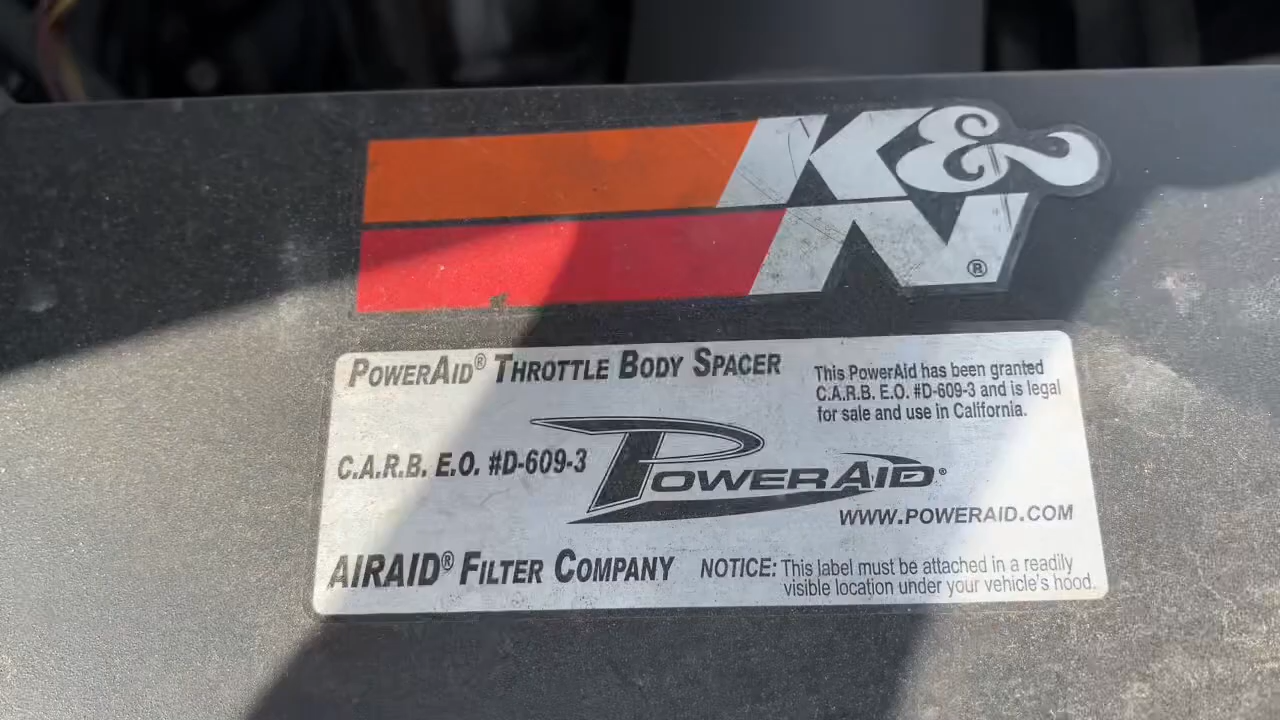 K&N®
PowerAid® Throttle Body Spacer
This PowerAid has been granted
C.A.R.B. E.O. #D-609-3 and is legal
for sale and use in California.
C.A.R.B. E.O. #D-609-3
PowerAid®
www.poweraid.com
AIRAID® Filter Company
NOTICE: This label must be attached in a readily
visible location under your vehicle's hood.